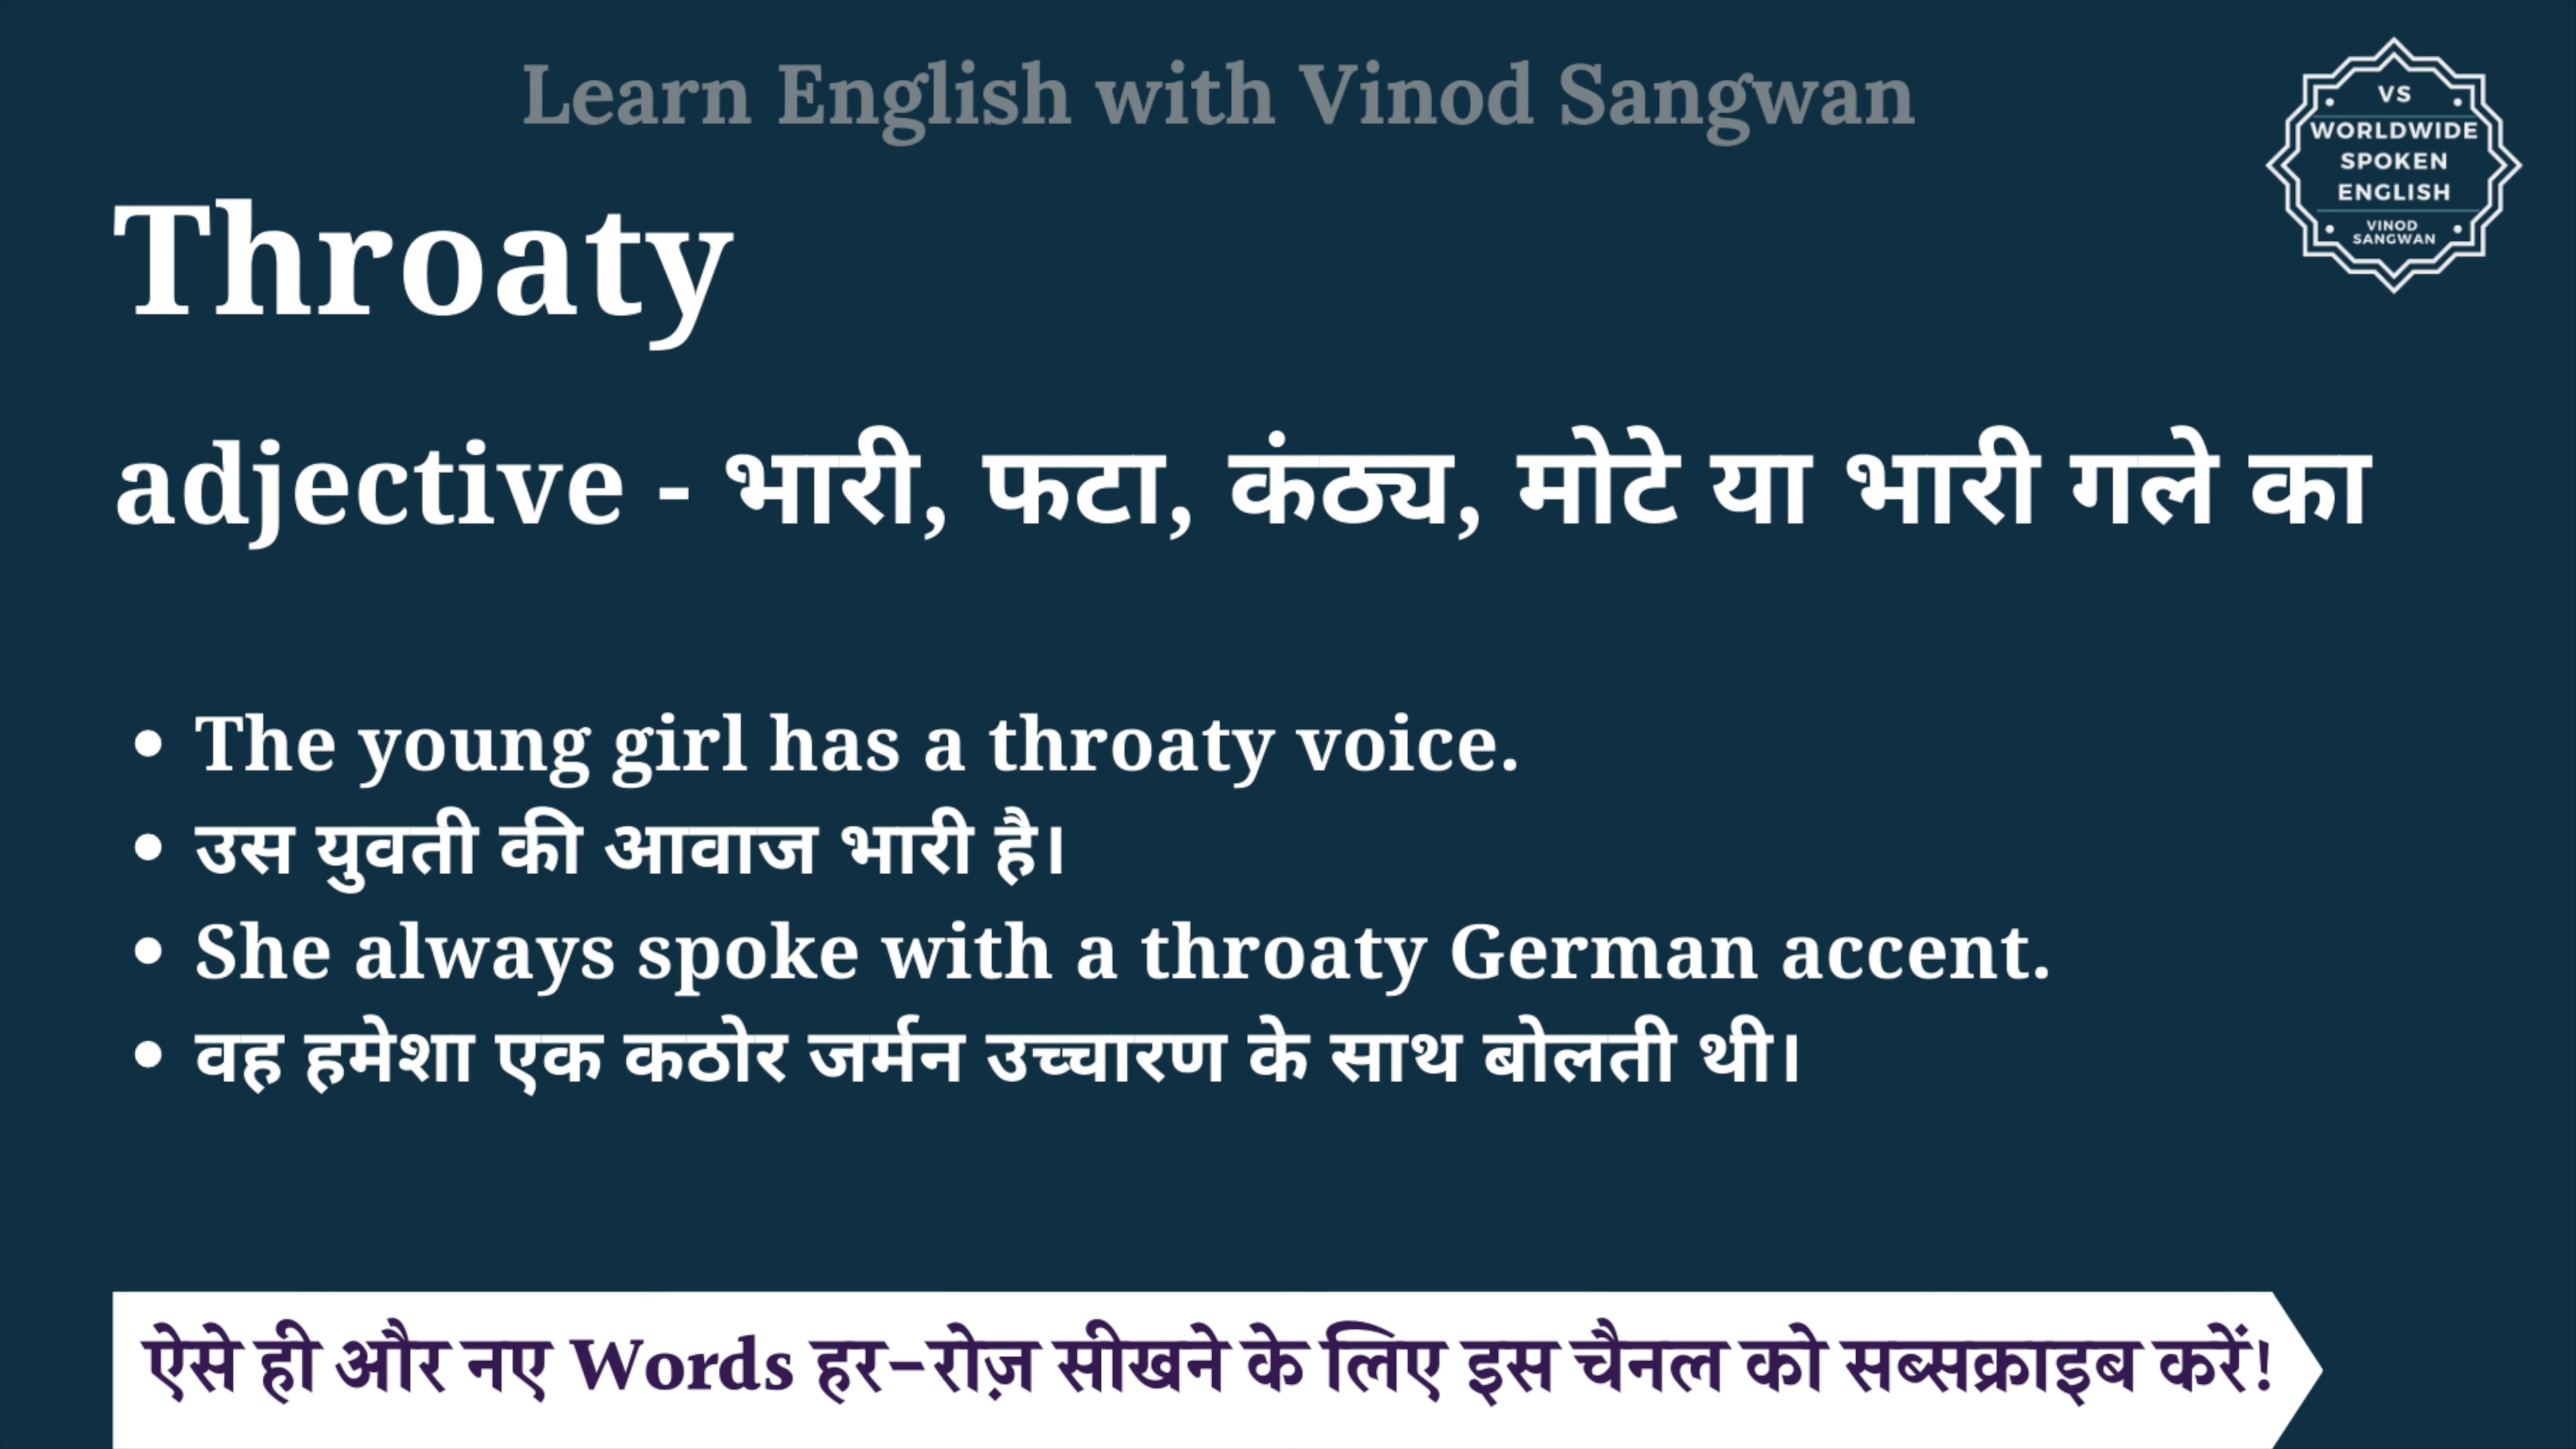 Learn English with Vinod Sangwan
VS
WORLDWIDE
SPOKEN
ENGLISH
VINOD
SANGWAN
Throaty
adjective - भारी, फटा, कंठ्य, मोटे या भारी गले का
• The young girl has a throaty voice.
• उस युवती की आवाज भारी है।
• She always spoke with a throaty German accent.
• वह हमेशा एक कठोर जर्मन उच्चारण के साथ बोलती थी।
ऐसे ही और नए Words हर-रोज़ सीखने के लिए इस चैनल को सब्सक्राइब करें!